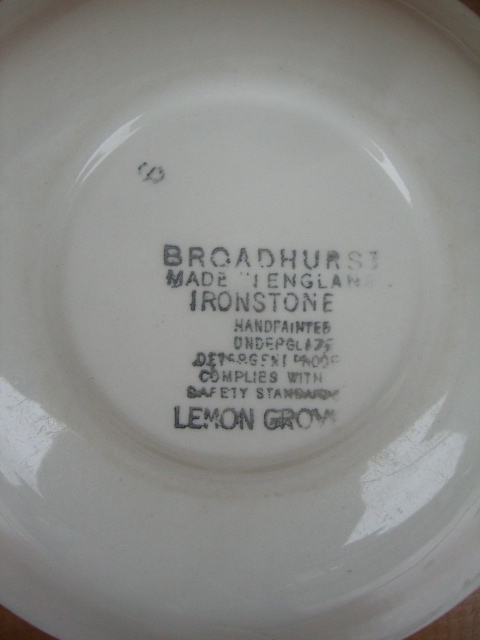 BROADHURST
MADE IN ENGLAND
IRONSTONE
HANDPAINTED
UNDERGLAZE
DETERGENT PROOF
COMPLIES WITH
SAFETY STANDARDS
LEMON GROVE